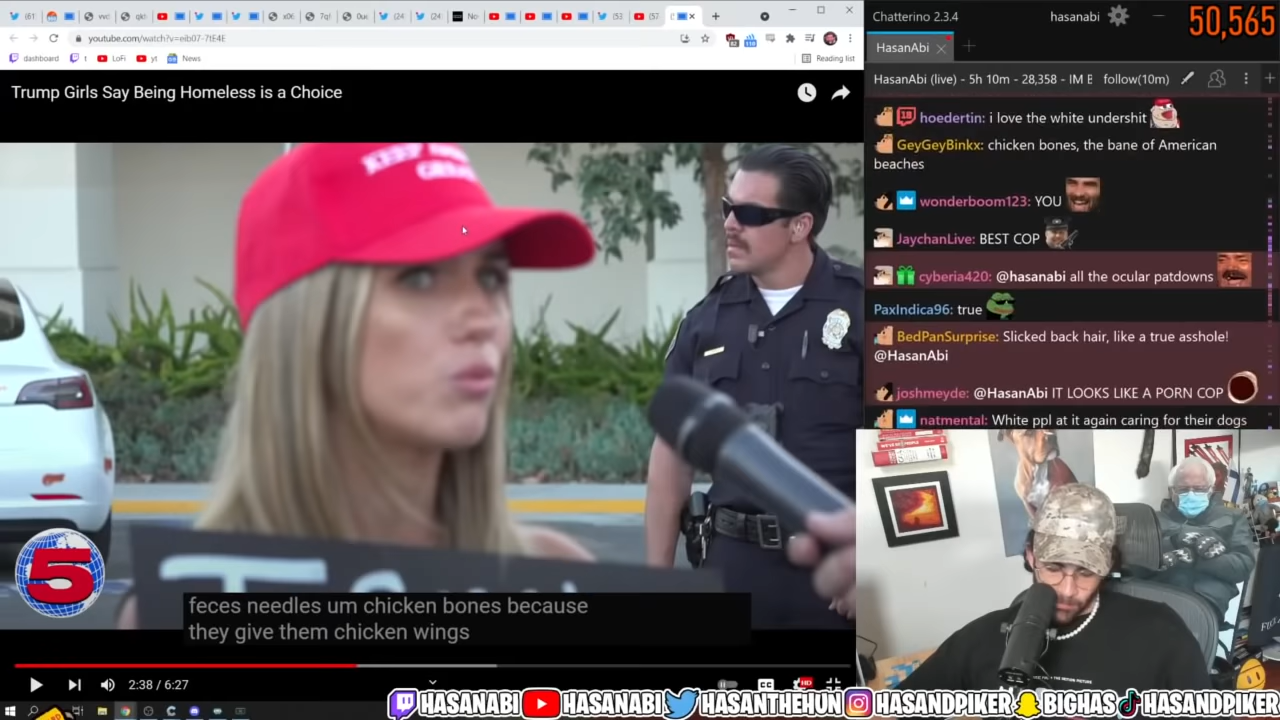 youtube.com/watch?v=eib07-7tE4E
dashboard
t
LoFi
yt
News
Reading list
Trump Girls Say Being Homeless is a Choice
KEEP
GREAT
5
feces needles um chicken bones because
they give them chicken wings
2:38 / 6:27
HD
Chatterino 2.3.4
hasanabi
50,565
HasanAbi
HasanAbi (live) - 5h 10m - 28,358 - IM B
follow(10m)
hoedertin: i love the white undershit
GeyGeyBinkx: chicken bones, the bane of American
beaches
wonderboom123: YOU
JaychanLive: BEST COP
cyberia420: @hasanabi all the ocular patdowns
PaxIndica96: true
BedPanSurprise: Slicked back hair, like a true asshole!
@HasanAbi
joshmeyde: @HasanAbi IT LOOKS LIKE A PORN COP
natmental: White ppl at it again caring for their dogs
HASANABI
HASANABI
HASANTHEHUN
HASANDPIKER
BIGHAS
HASANDPIKER